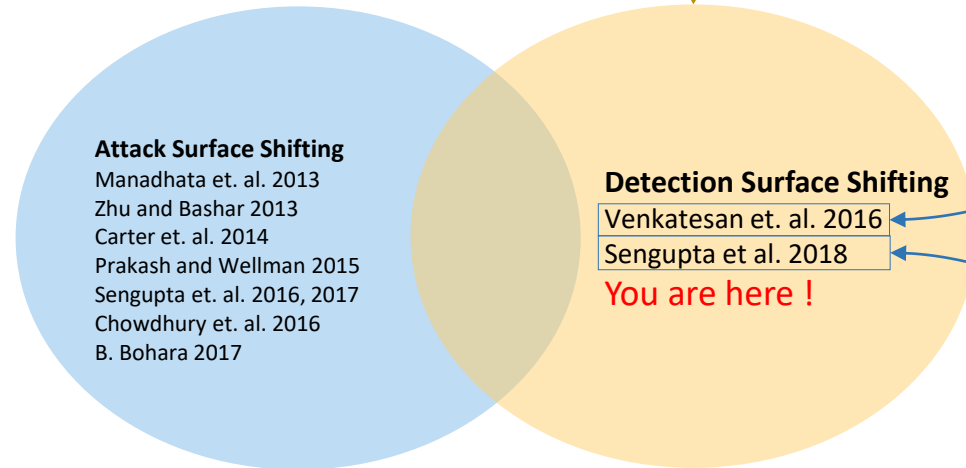 Attack Surface Shifting
Manadhata et. al. 2013
Zhu and Bashar 2013
Carter et. al. 2014
Prakash and Wellman 2015
Sengupta et. al. 2016, 2017
Chowdhury et. al. 2016
B. Bohara 2017
Detection Surface Shifting
Venkatesan et. al. 2016
Sengupta et al. 2018
You are here !